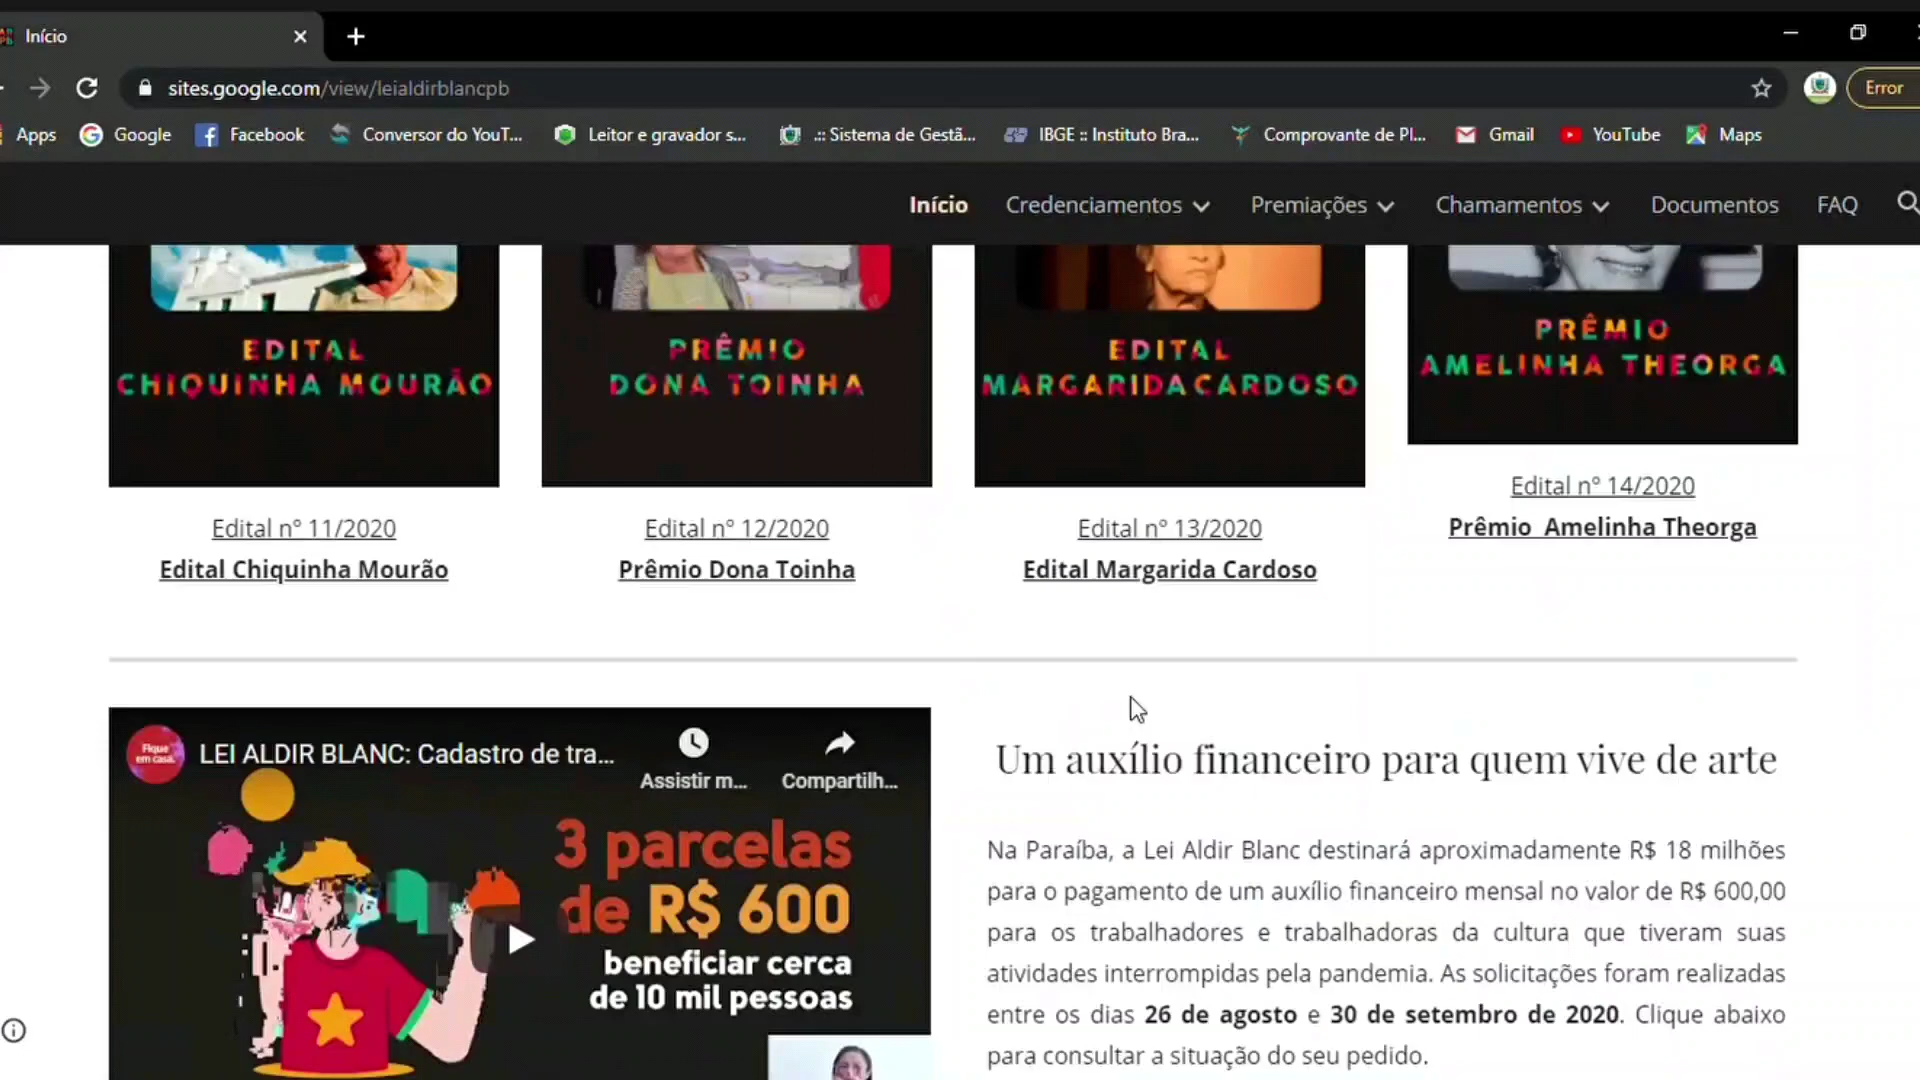 Início
sites.google.com/view/leialdirblancpb
Error
Apps Google Facebook Conversor do YouT... Leitor e gravador s... .:: Sistema de Gestã... IBGE :: Instituto Bra... Comprovante de Pl... Gmail YouTube Maps
Início Credenciamentos Premiações Chamamentos Documentos FAQ
EDITAL
CHIQUINHA MOURÃO
PRÊMIO
DONA TOINHA
EDITAL
MARGARIDA CARDOSO
PRÊMIO
AMELINHA THEORGA
Edital nº 11/2020
Edital Chiquinha Mourão
Edital nº 12/2020
Prêmio Dona Toinha
Edital nº 13/2020
Edital Margarida Cardoso
Edital nº 14/2020
Prêmio Amelinha Theorga
Fique
em casa.
LEI ALDIR BLANC: Cadastro de tra...
Assistir m...
Compartilh...
3 parcelas
de R$ 600
beneficiar cerca
de 10 mil pessoas
Um auxílio financeiro para quem vive de arte
Na Paraíba, a Lei Aldir Blanc destinará aproximadamente R$ 18 milhões
para o pagamento de um auxílio financeiro mensal no valor de R$ 600,00
para os trabalhadores e trabalhadoras da cultura que tiveram suas
atividades interrompidas pela pandemia. As solicitações foram realizadas
entre os dias 26 de agosto e 30 de setembro de 2020. Clique abaixo
para consultar a situação do seu pedido.